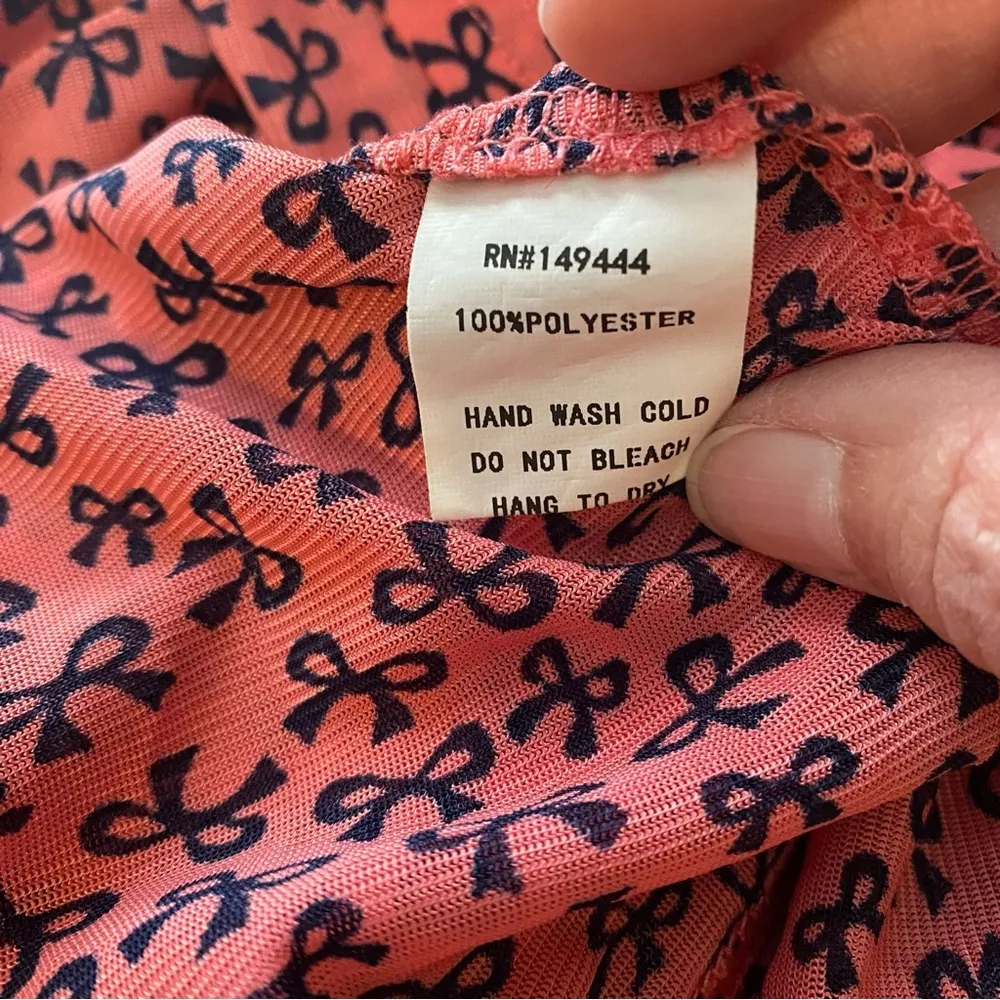 RN#149444
100%POLYESTER
HAND WASH COLD
DO NOT BLEACH
HANG TO DRY